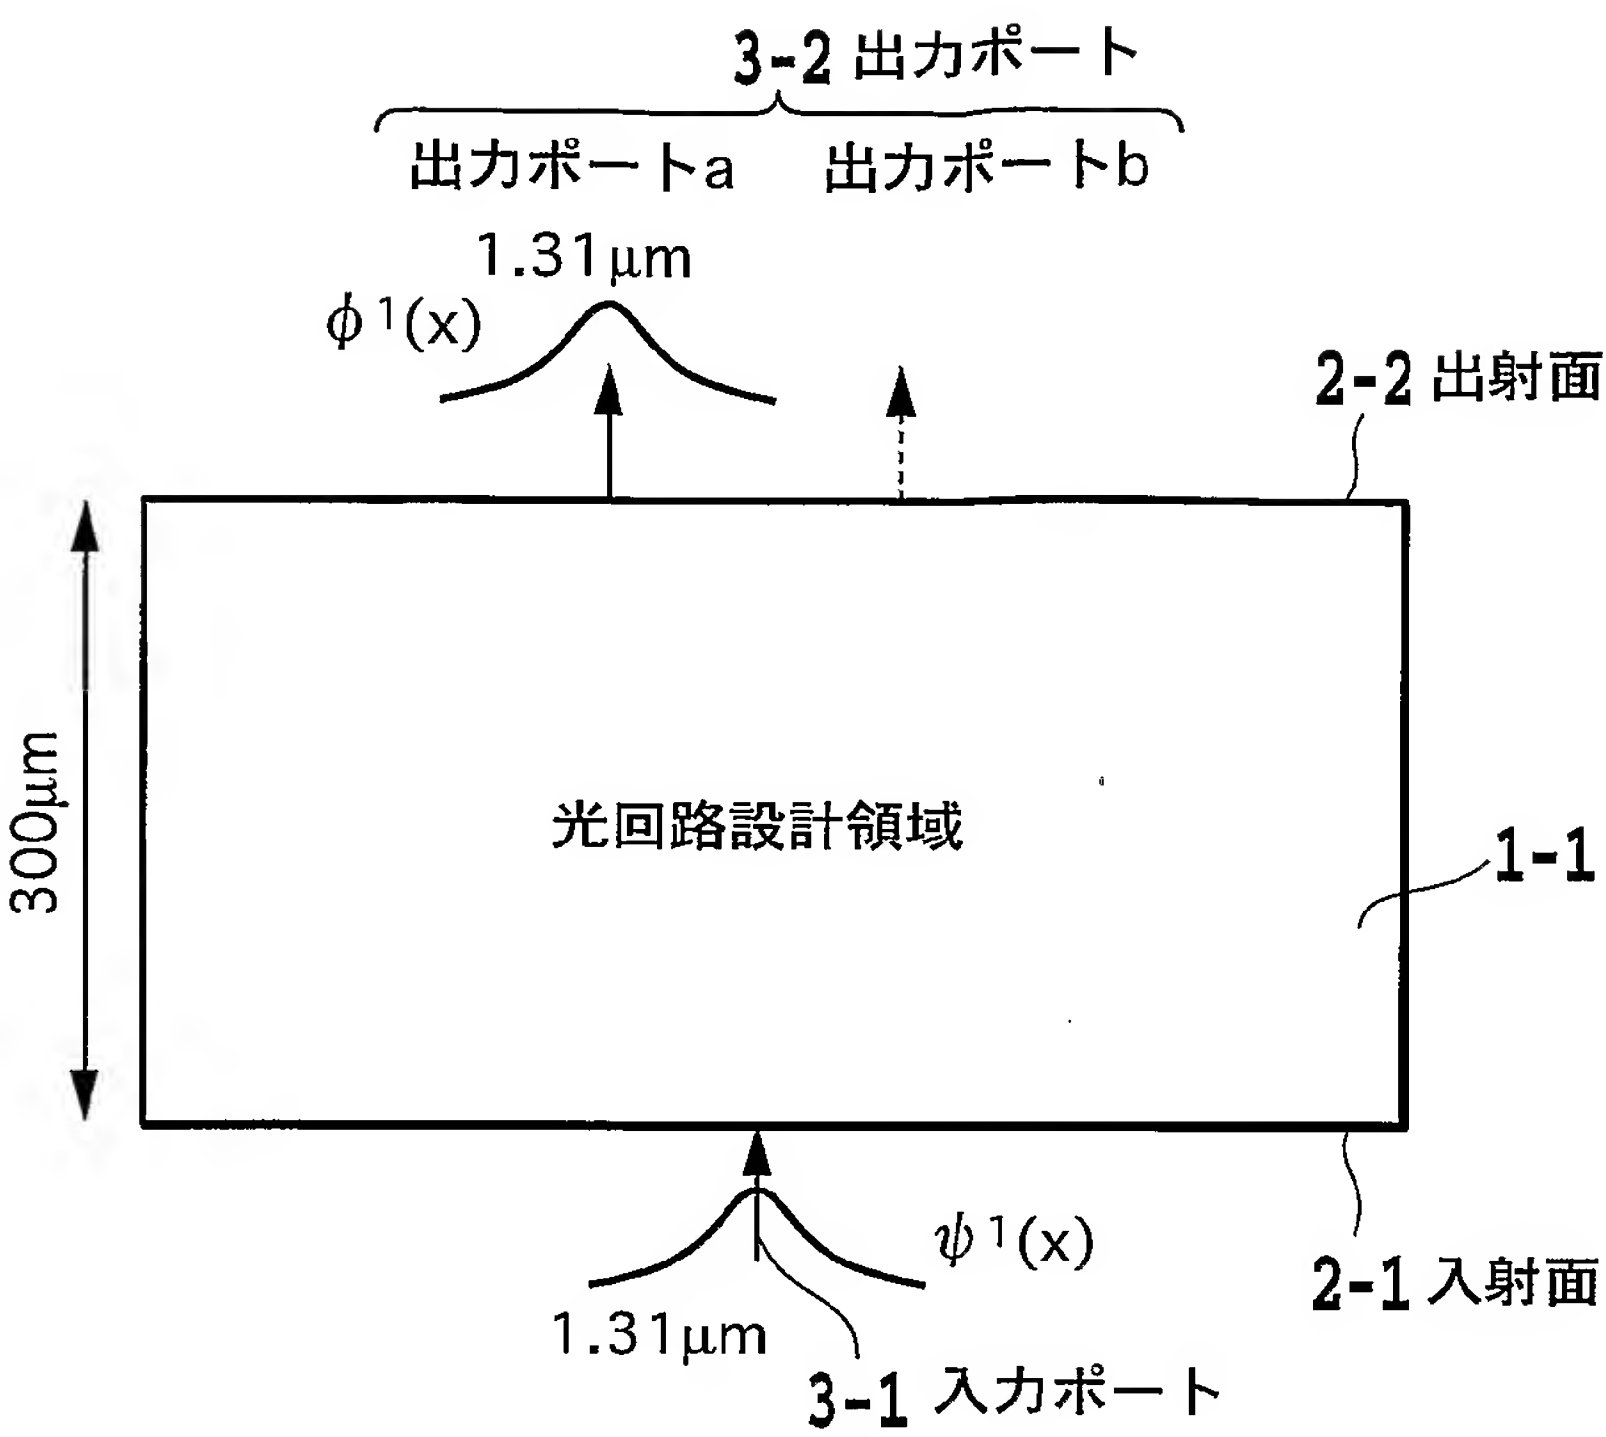 3-2 出力ポート
出力ポートa 出力ポートb
1.31μm
φ¹(x)
2-2 出射面
300μm
光回路設計領域
1-1
ψ¹(x)
2-1 入射面
1.31μm
3-1 入力ポート